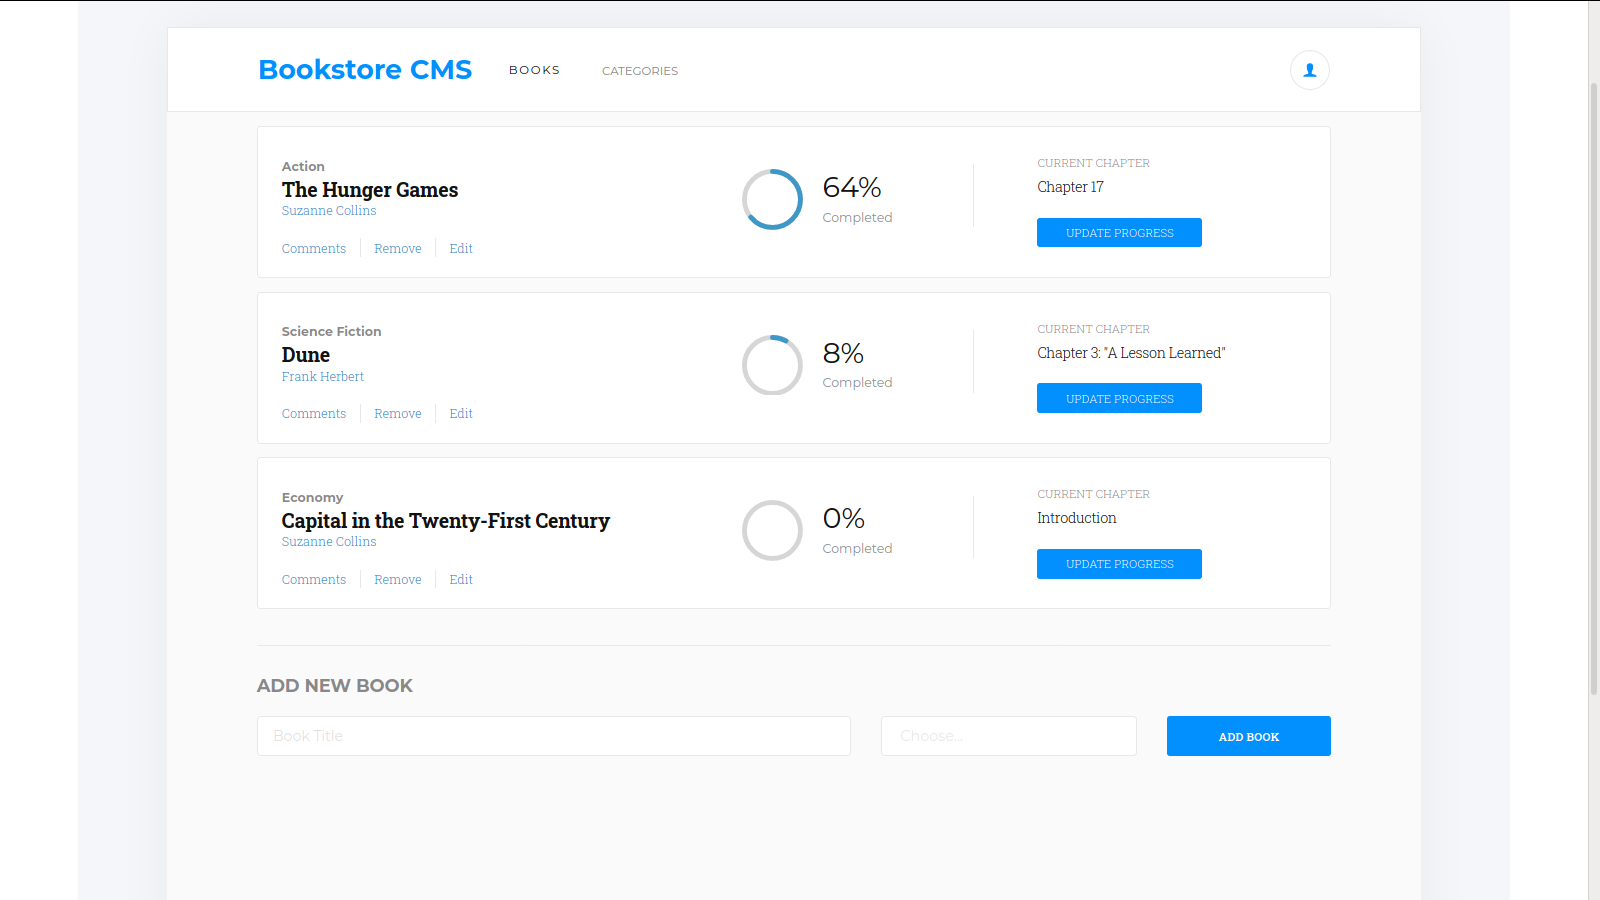 Bookstore CMS
BOOKS
CATEGORIES
Action
The Hunger Games
Suzanne Collins
Comments
Remove
Edit
64%
Completed
CURRENT CHAPTER
Chapter 17
UPDATE PROGRESS
Science Fiction
Dune
Frank Herbert
Comments
Remove
Edit
8%
Completed
CURRENT CHAPTER
Chapter 3: "A Lesson Learned"
UPDATE PROGRESS
Economy
Capital in the Twenty-First Century
Suzanne Collins
Comments
Remove
Edit
0%
Completed
CURRENT CHAPTER
Introduction
UPDATE PROGRESS
ADD NEW BOOK
Book Title
Choose...
ADD BOOK